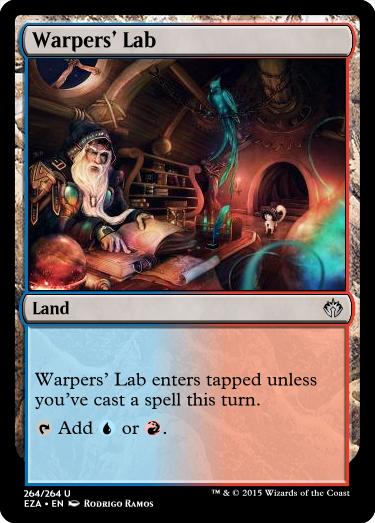 Warpers' Lab
Land
Warpers' Lab enters tapped unless
you've cast a spell this turn.
Add or .
264/264 U
EZA • EN Rodrigo Ramos
™ & © 2015 Wizards of the Coast